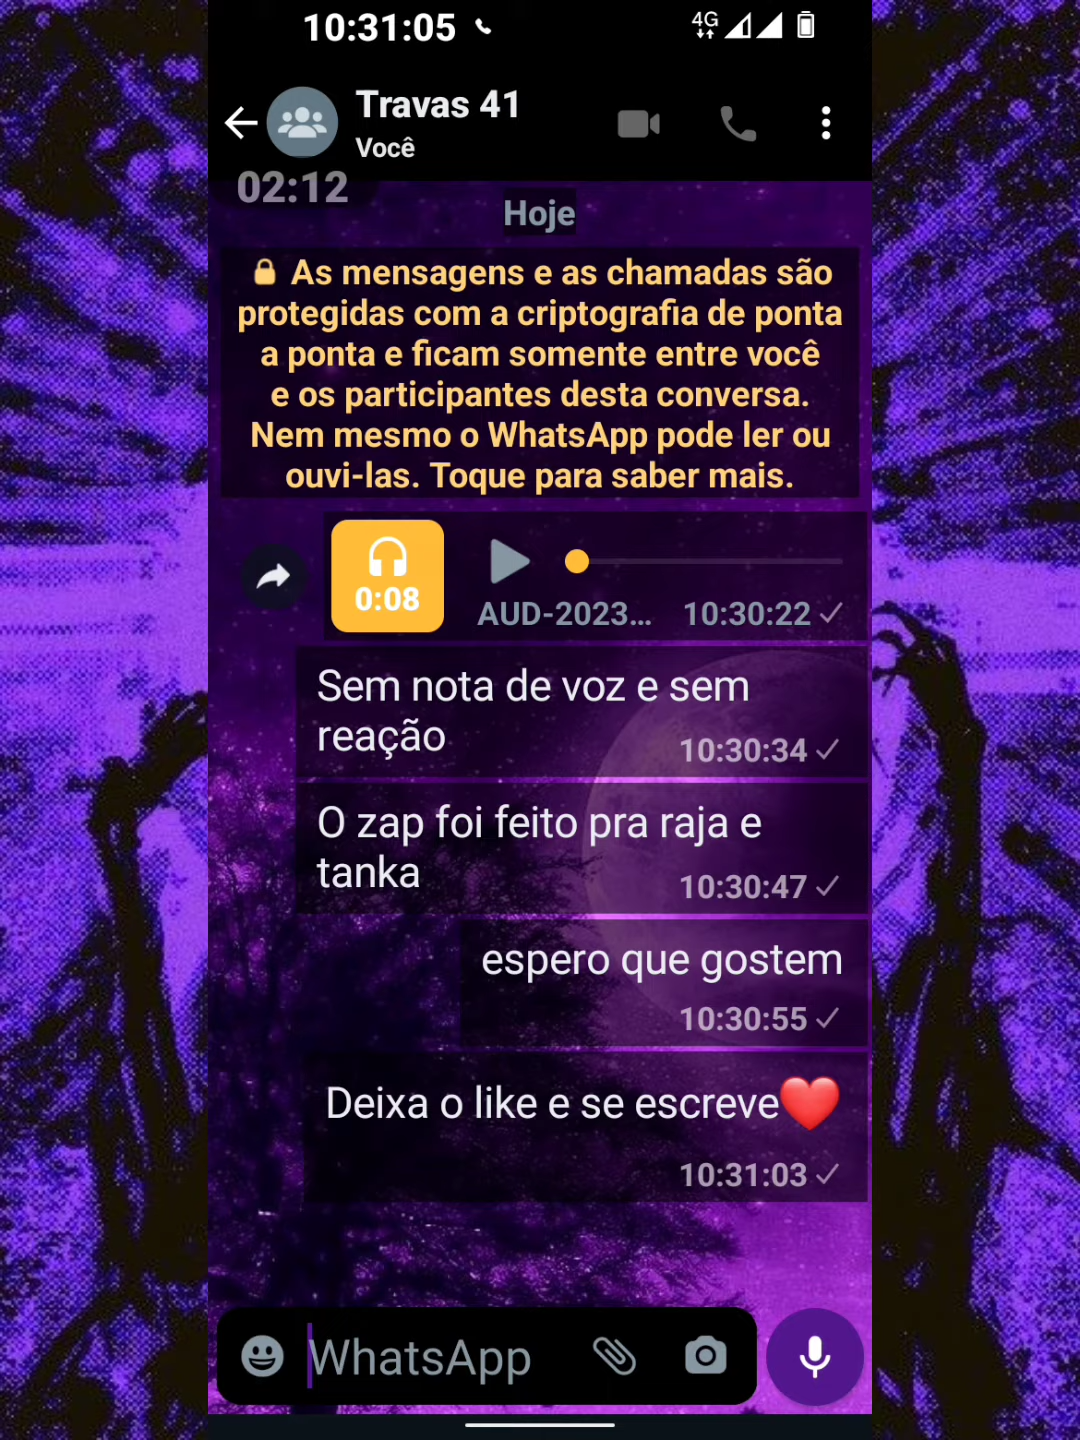 10:31:05
4G
Travas 41
Você
02:12
Hoje
As mensagens e as chamadas são
protegidas com a criptografia de ponta
a ponta e ficam somente entre você
e os participantes desta conversa.
Nem mesmo o WhatsApp pode ler ou
ouvi-las. Toque para saber mais.
0:08
AUD-2023... 10:30:22
Sem nota de voz e sem
reação
10:30:34
O zap foi feito pra raja e
tanka
10:30:47
espero que gostem
10:30:55
Deixa o like e se escreve❤️
10:31:03
WhatsApp